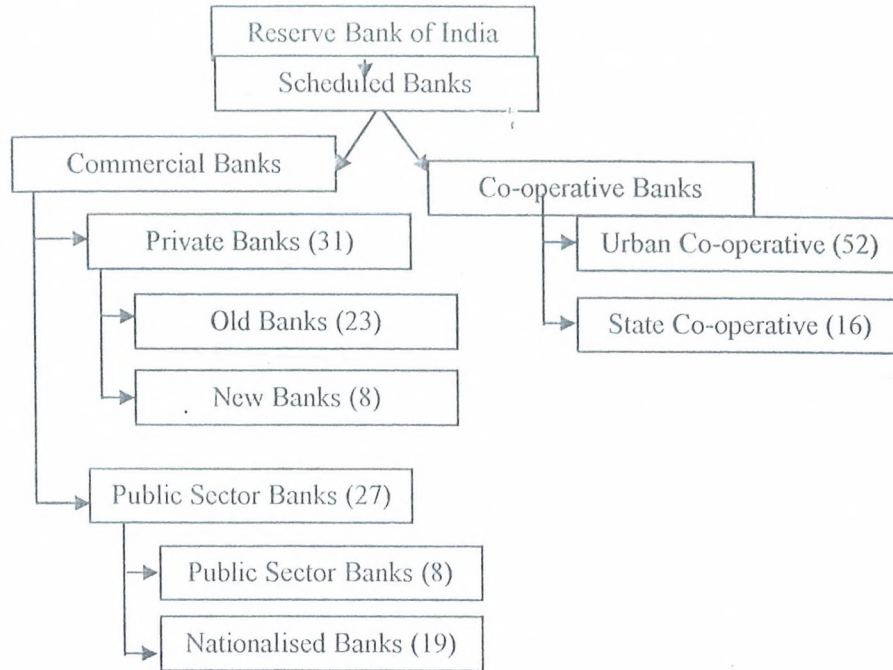 Reserve Bank of India
Scheduled Banks
Commercial Banks
Co-operative Banks
Private Banks (31)
Urban Co-operative (52)
Old Banks (23)
State Co-operative (16)
New Banks (8)
Public Sector Banks (27)
Public Sector Banks (8)
Nationalised Banks (19)